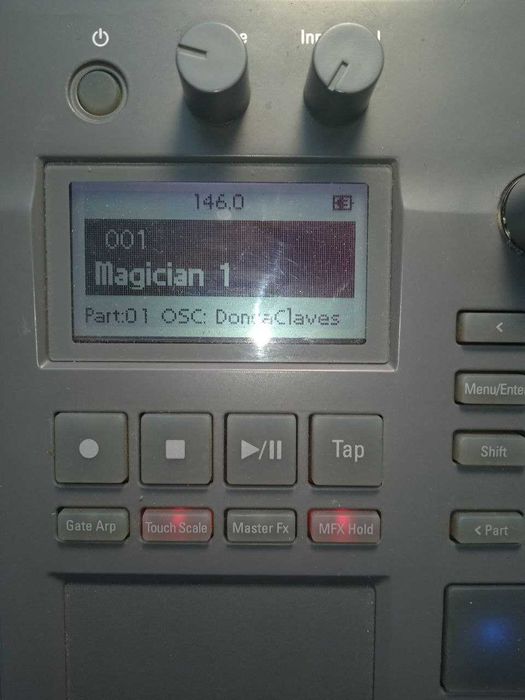 146.0
001
Magician 1
Part:01 OSC:
<
Menu/Ente
Tap
Shift
Gate Arp
Touch Scale
Master Fx
MFX Hold
<Part